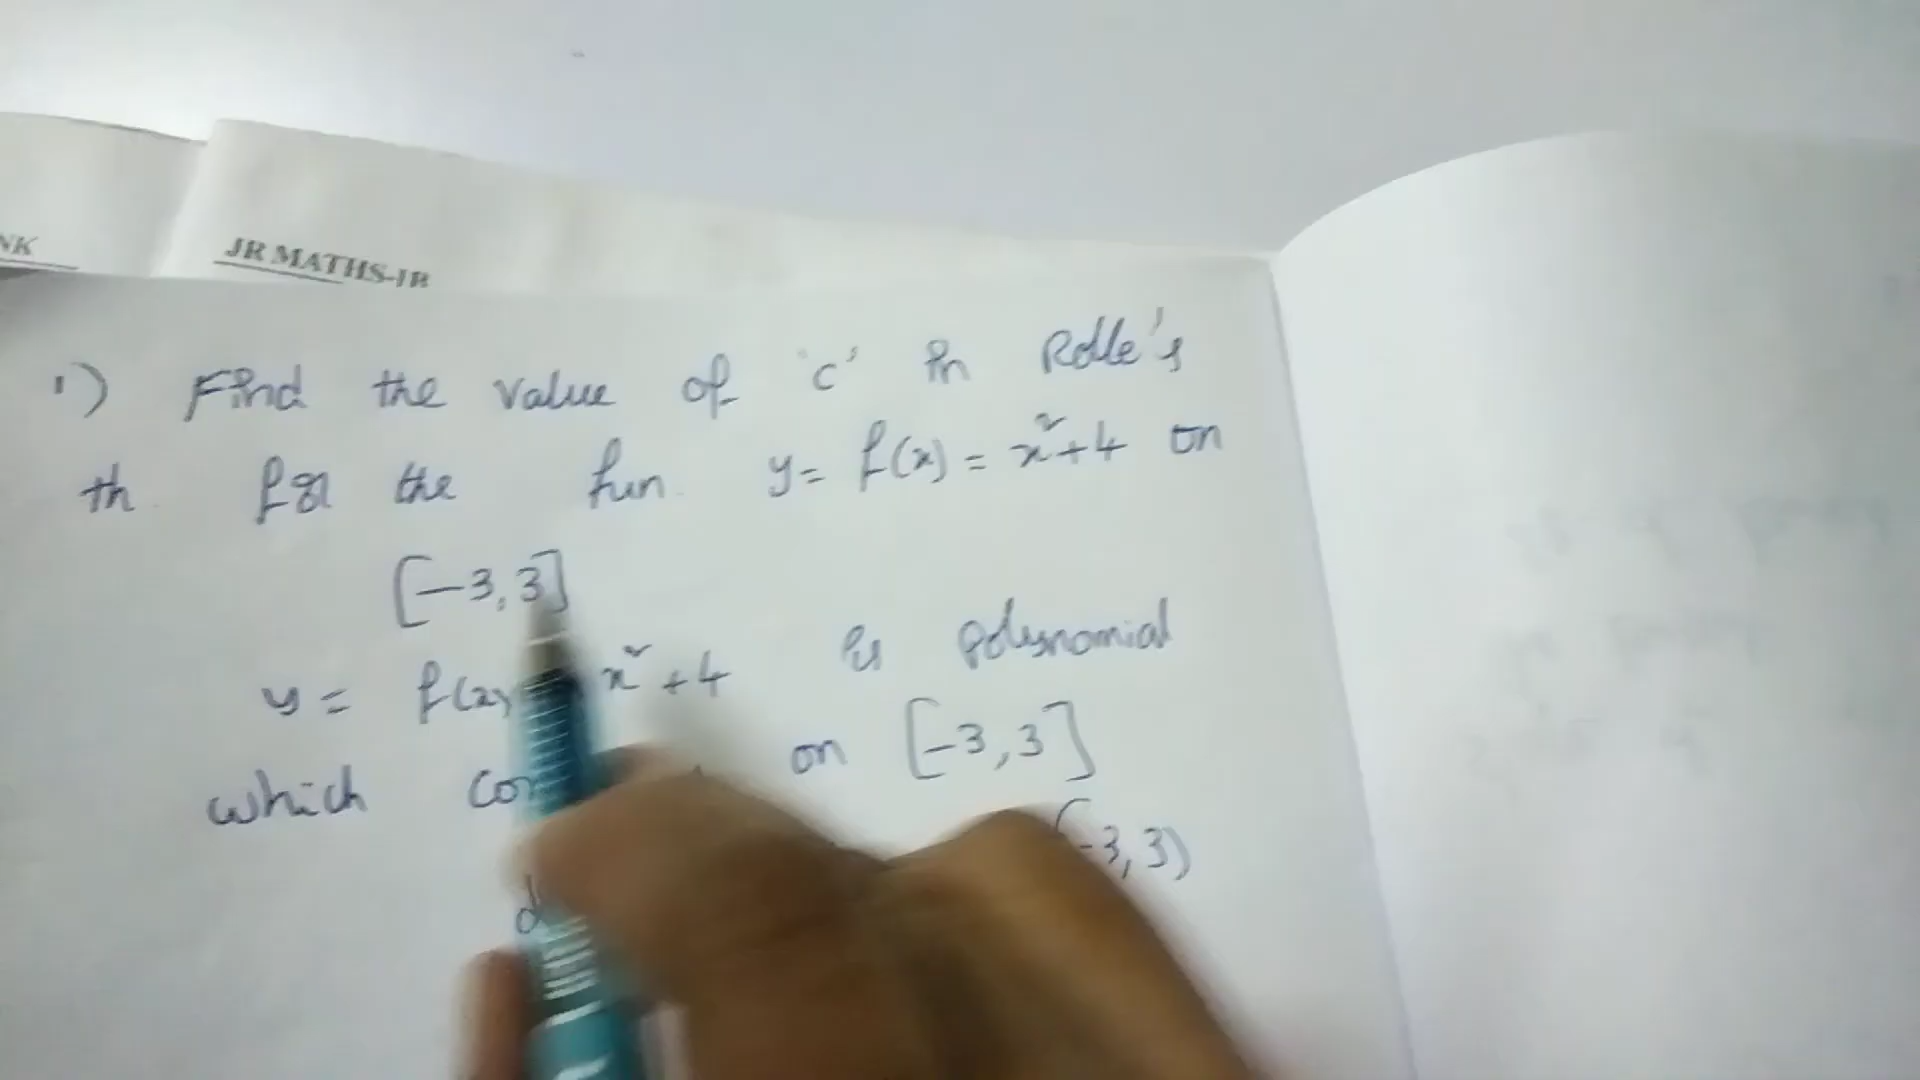 NK
JR MATHS-IB
1) Find the value of 'c' in Rolle's
th. for the fun. y = f(x) = x²+4 on
[-3,3]
y = f(x) x²+4 is polynomial
which on [-3,3]
-3,3)